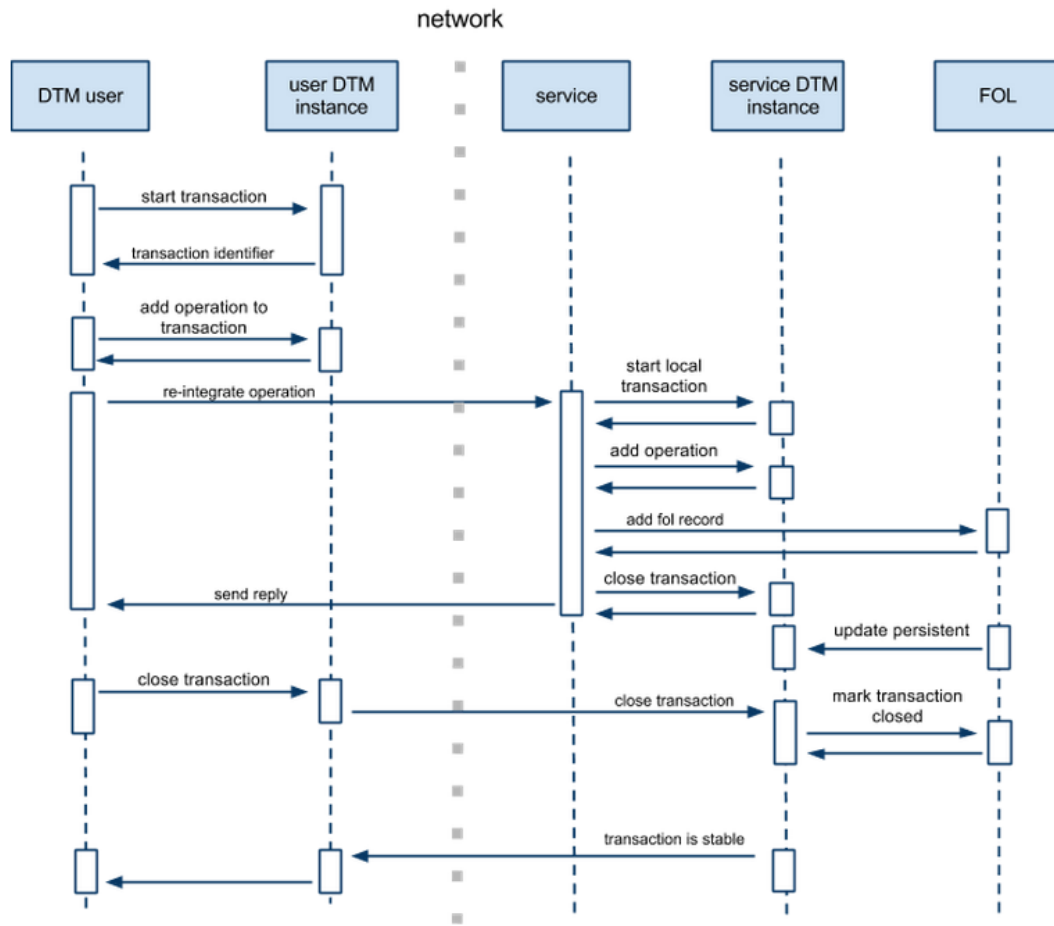 network
DTM user
user DTM
instance
service
service DTM
instance
FOL
start transaction
transaction identifier
add operation to
transaction
re-integrate operation
start local
transaction
add operation
add fol record
close transaction
send reply
update persistent
close transaction
close transaction
mark transaction
closed
transaction is stable